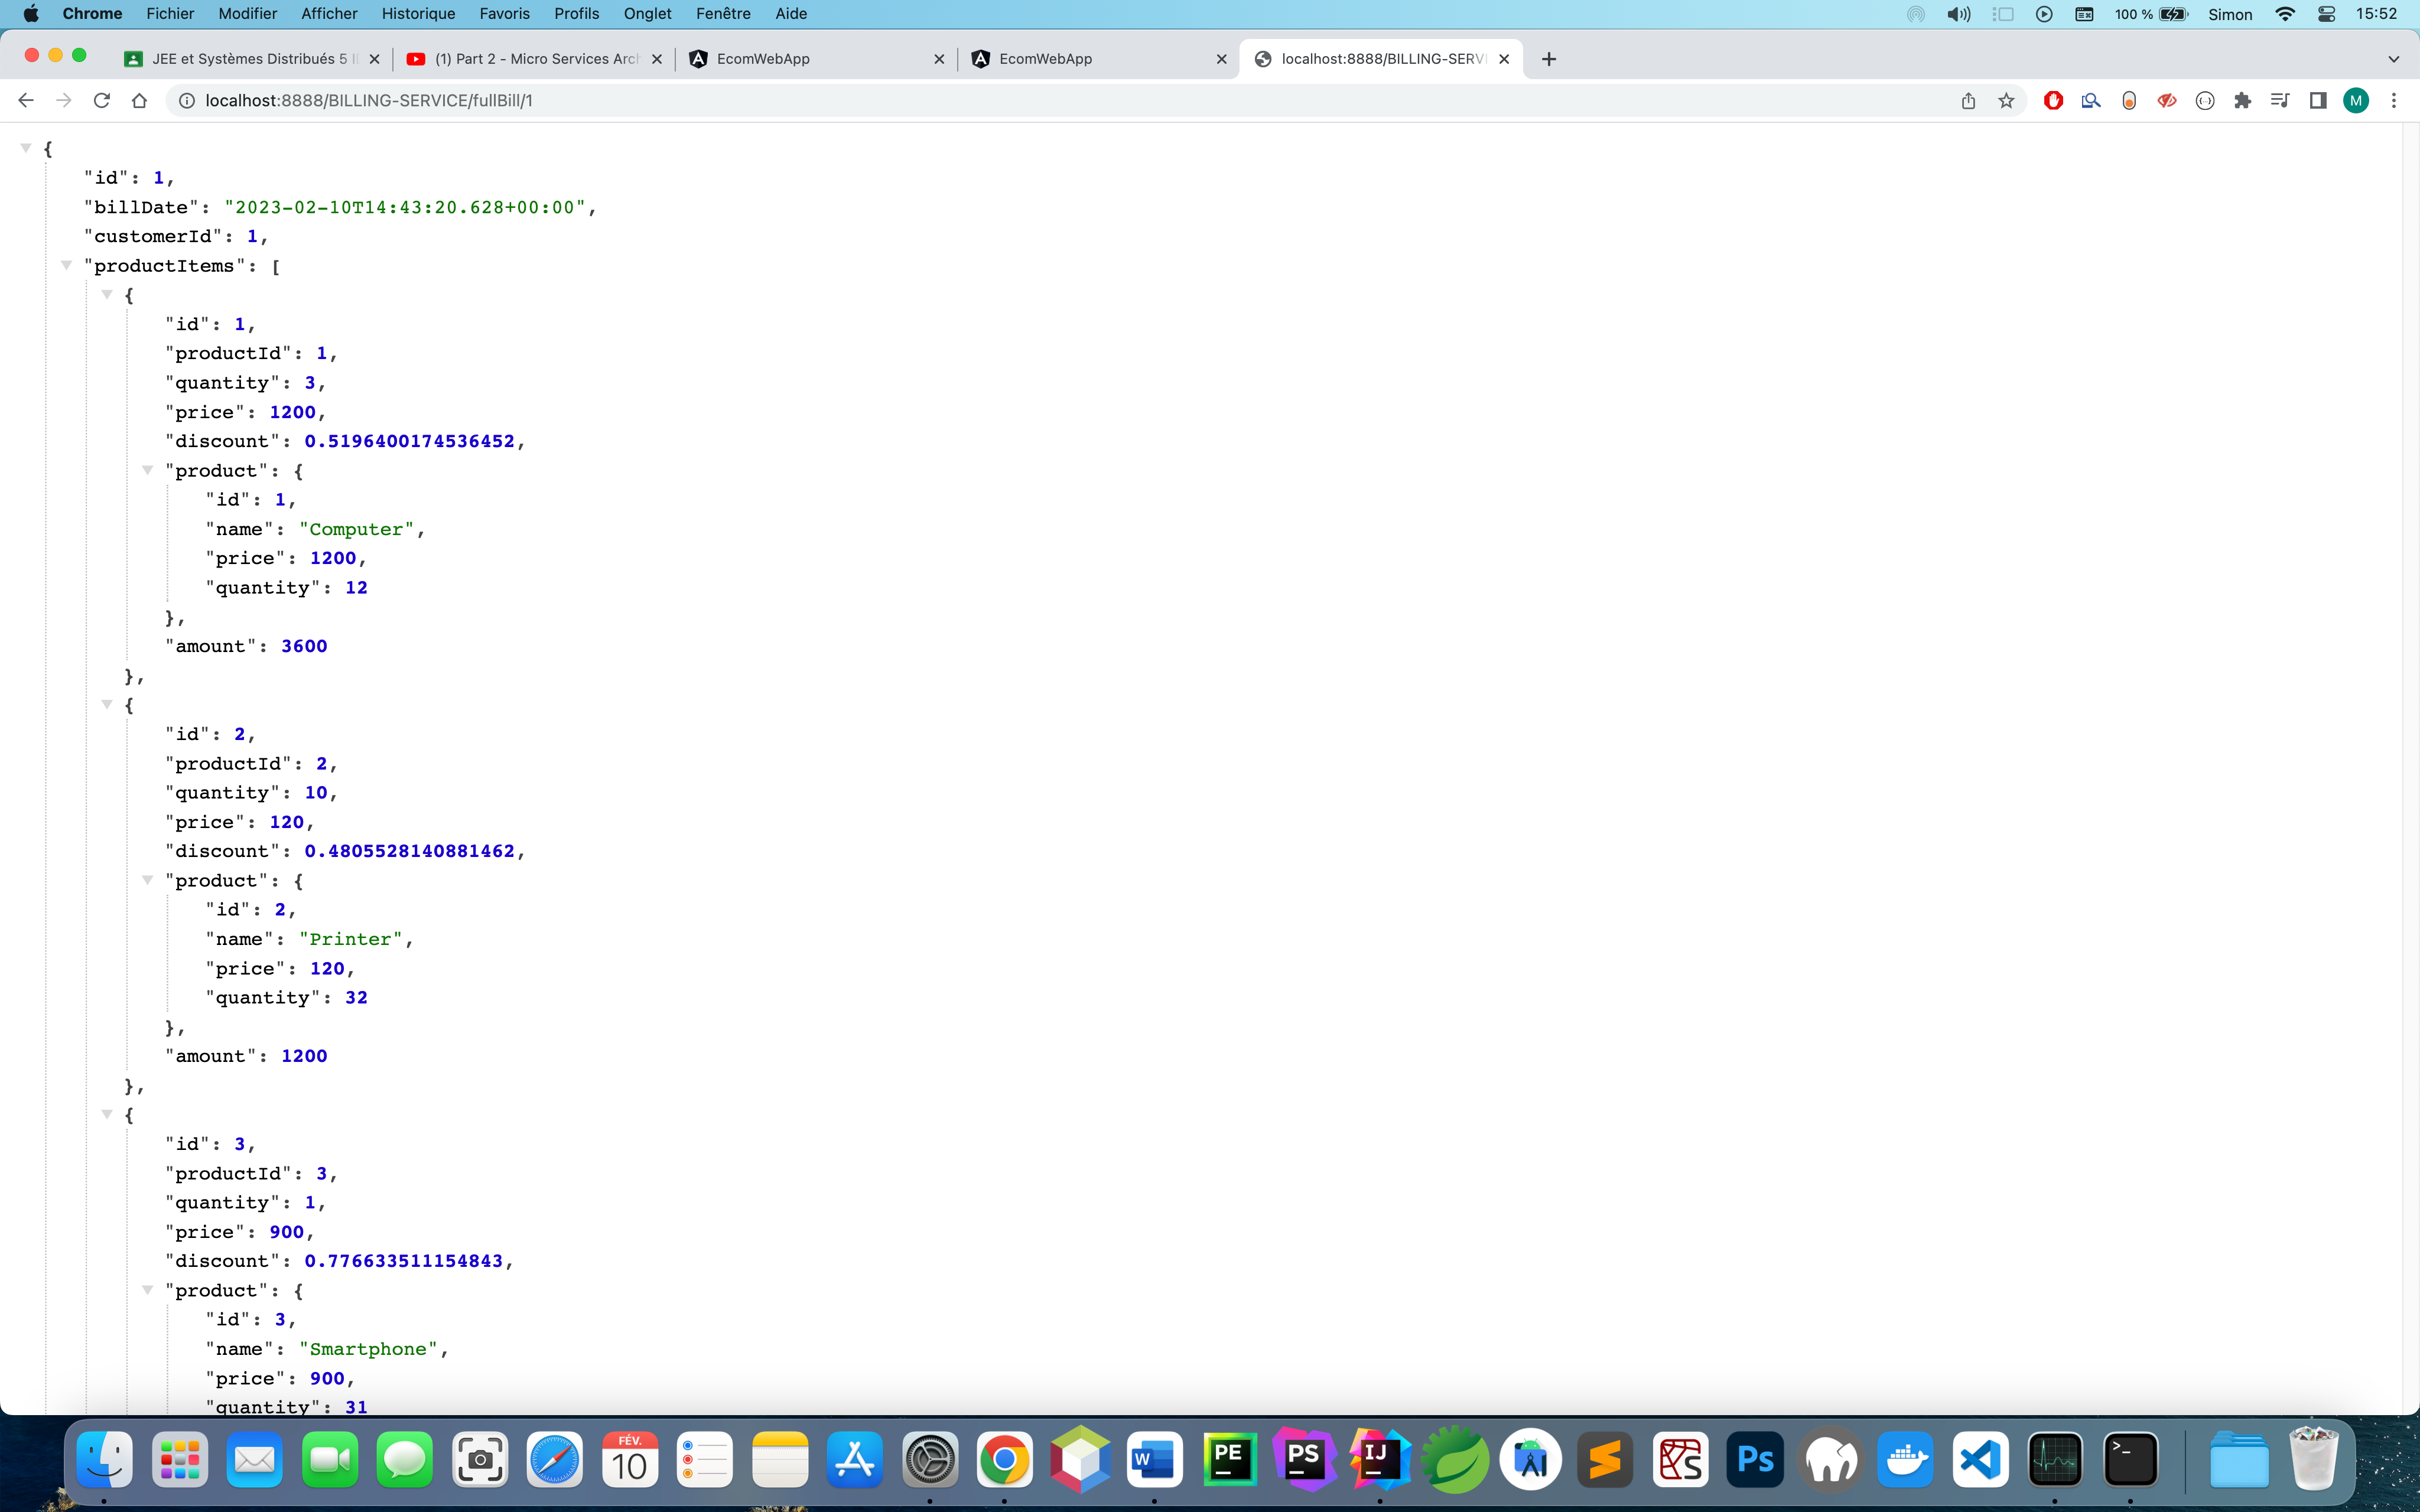 Chrome Fichier Modifier Afficher Historique Favoris Profils Onglet Fenêtre Aide 100 % Simon 15:52
JEE et Systèmes Distribués 5 (1) Part 2 - Micro Services Arc EcomWebApp EcomWebApp localhost:8888/BILLING-SERV
localhost:8888/BILLING-SERVICE/fullBill/1 M
{
"id": 1,
"billDate": "2023-02-10T14:43:20.628+00:00",
"customerId": 1,
"productItems": [
{
"id": 1,
"productId": 1,
"quantity": 3,
"price": 1200,
"discount": 0.5196400174536452,
"product": {
"id": 1,
"name": "Computer",
"price": 1200,
"quantity": 12
},
"amount": 3600
},
{
"id": 2,
"productId": 2,
"quantity": 10,
"price": 120,
"discount": 0.4805528140881462,
"product": {
"id": 2,
"name": "Printer",
"price": 120,
"quantity": 32
},
"amount": 1200
},
{
"id": 3,
"productId": 3,
"quantity": 1,
"price": 900,
"discount": 0.776633511154843,
"product": {
"id": 3,
"name": "Smartphone",
"price": 900,
"quantity": 31
FÉV.
10 W PE PS IJ S Ps >_